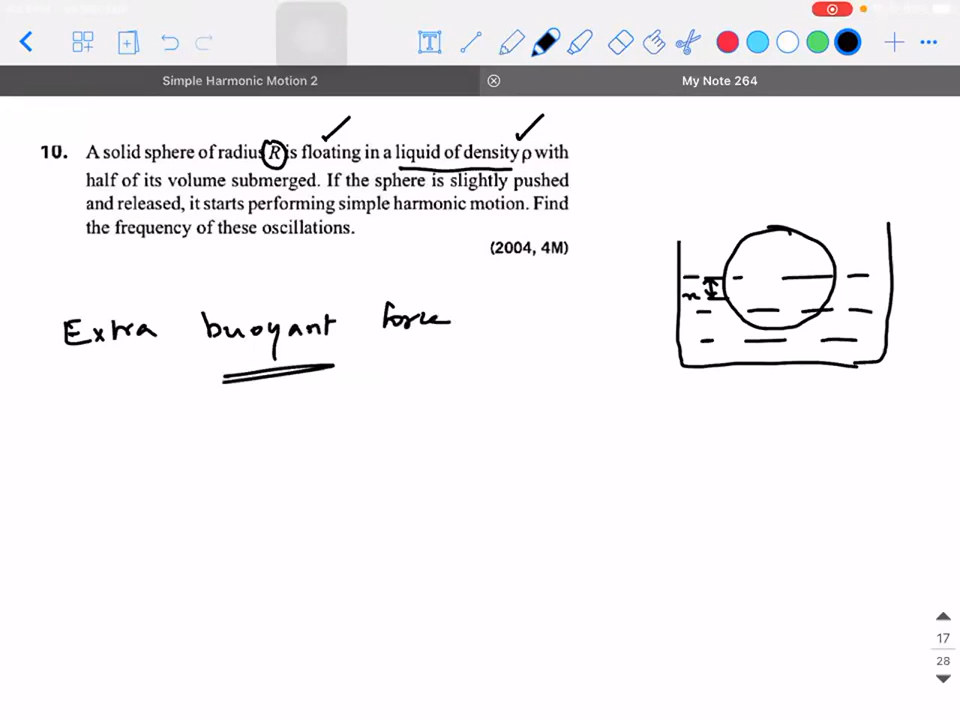 Simple Harmonic Motion 2
My Note 264
10. A solid sphere of radius R is floating in a liquid of density ρ with
half of its volume submerged. If the sphere is slightly pushed
and released, it starts performing simple harmonic motion. Find
the frequency of these oscillations.
(2004, 4M)
x
Extra buoyant force
17
28